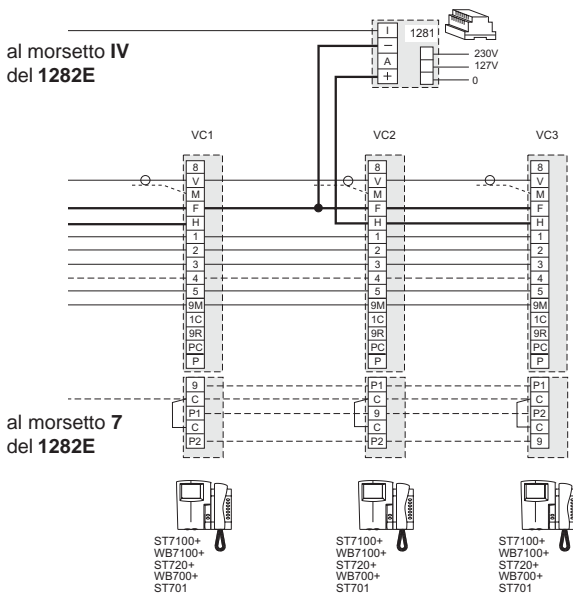 al morsetto IV
del 1282E
I
–
A
+
1281
230V
127V
0
VC1
8
V
M
F
H
1
2
3
4
5
9M
1C
9R
PC
P
9
C
P1
C
P2
VC2
8
V
M
F
H
1
2
3
4
5
9M
1C
9R
PC
P
P1
C
9
C
P2
VC3
8
V
M
F
H
1
2
3
4
5
9M
1C
9R
PC
P
P1
C
P2
C
9
al morsetto 7
del 1282E
ST7100+
WB7100+
ST720+
WB700+
ST701
ST7100+
WB7100+
ST720+
WB700+
ST701
ST7100+
WB7100+
ST720+
WB700+
ST701